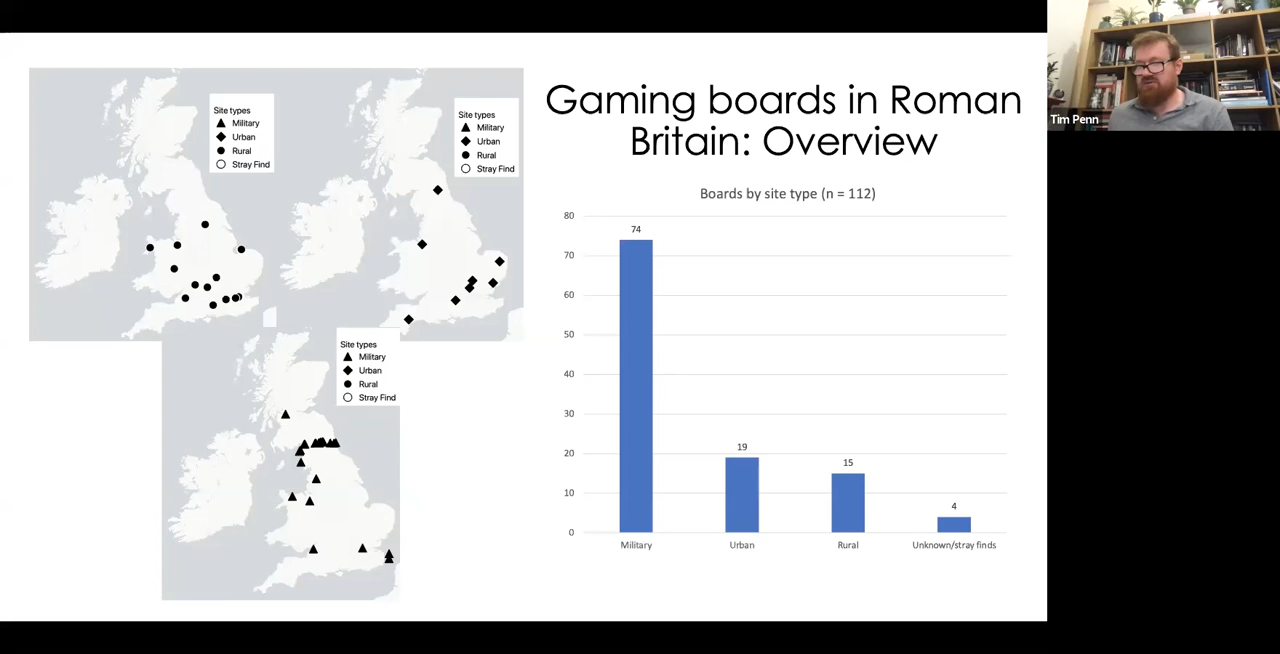 Site types
Military
Urban
Rural
Stray Find
Site types
Military
Urban
Rural
Stray Find
Site types
Military
Urban
Rural
Stray Find
Gaming boards in Roman
Britain: Overview
Boards by site type (n = 112)
80
70
60
50
40
30
20
10
0
74
19
15
4
Military
Urban
Rural
Unknown/stray finds
Tim Penn